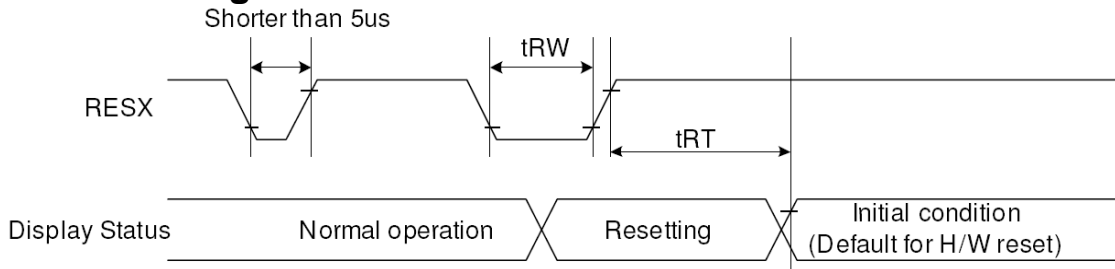 Shorter than 5us
tRW
RESX
tRT
Display Status
Normal operation
Resetting
Initial condition
(Default for H/W reset)